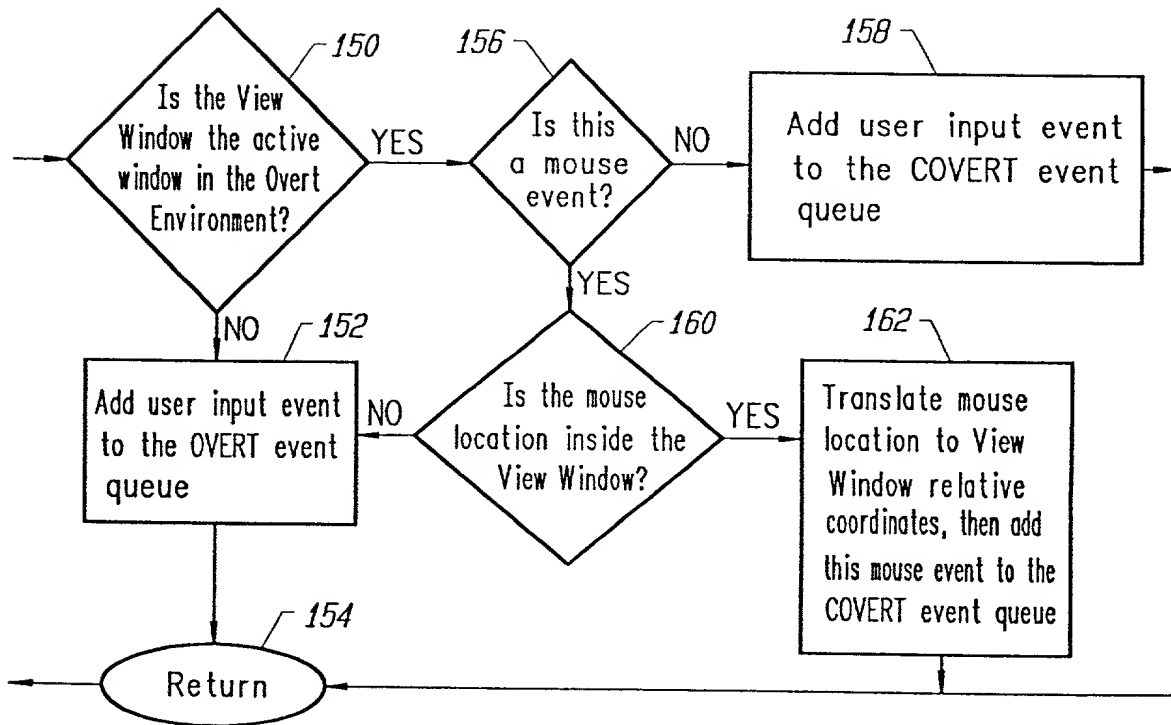 150
Is the View
Window the active
window in the Overt
Environment?
YES
156
Is this
a mouse
event?
NO
158
Add user input event
to the COVERT event
queue
NO
YES
152
Add user input event
to the OVERT event
queue
NO
160
Is the mouse
location inside the
View Window?
YES
162
Translate mouse
location to View
Window relative
coordinates, then add
this mouse event to the
COVERT event queue
154
Return